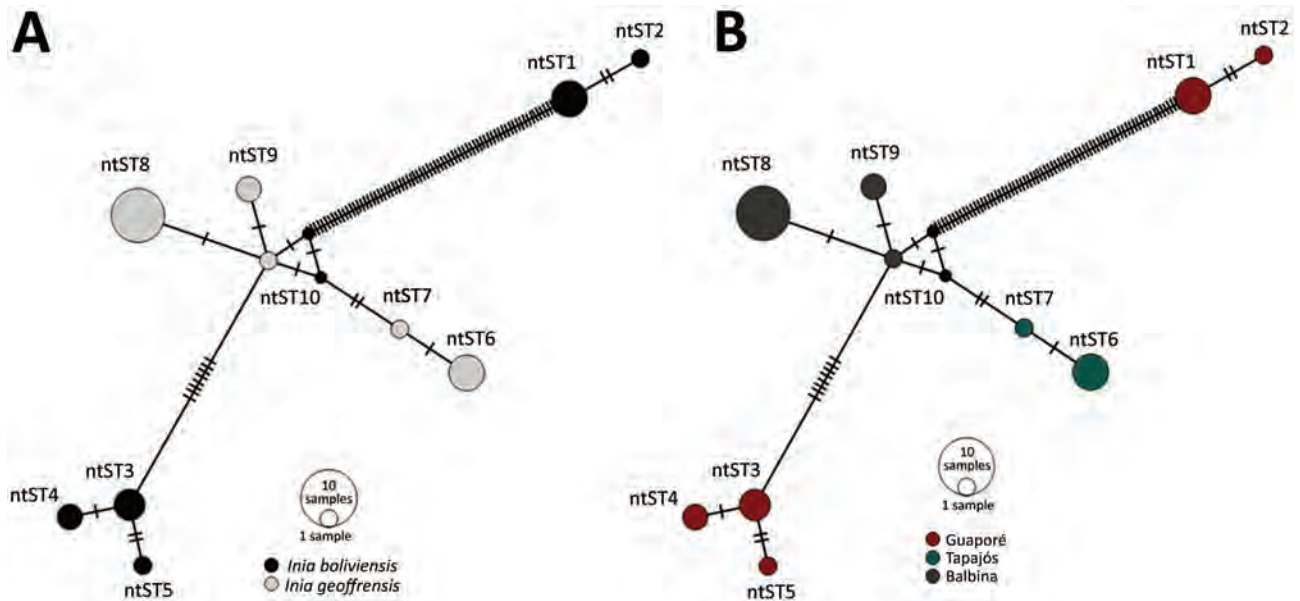 A
ntST2
ntST1
ntST9
ntST8
ntST10
ntST7
ntST6
ntST3
ntST4
ntST5
10
samples
1 sample
Inia boliviensis
Inia geoffrensis
B
ntST2
ntST1
ntST9
ntST8
ntST10
ntST7
ntST6
ntST3
ntST4
ntST5
10
samples
1 sample
Guaporé
Tapajós
Balbina